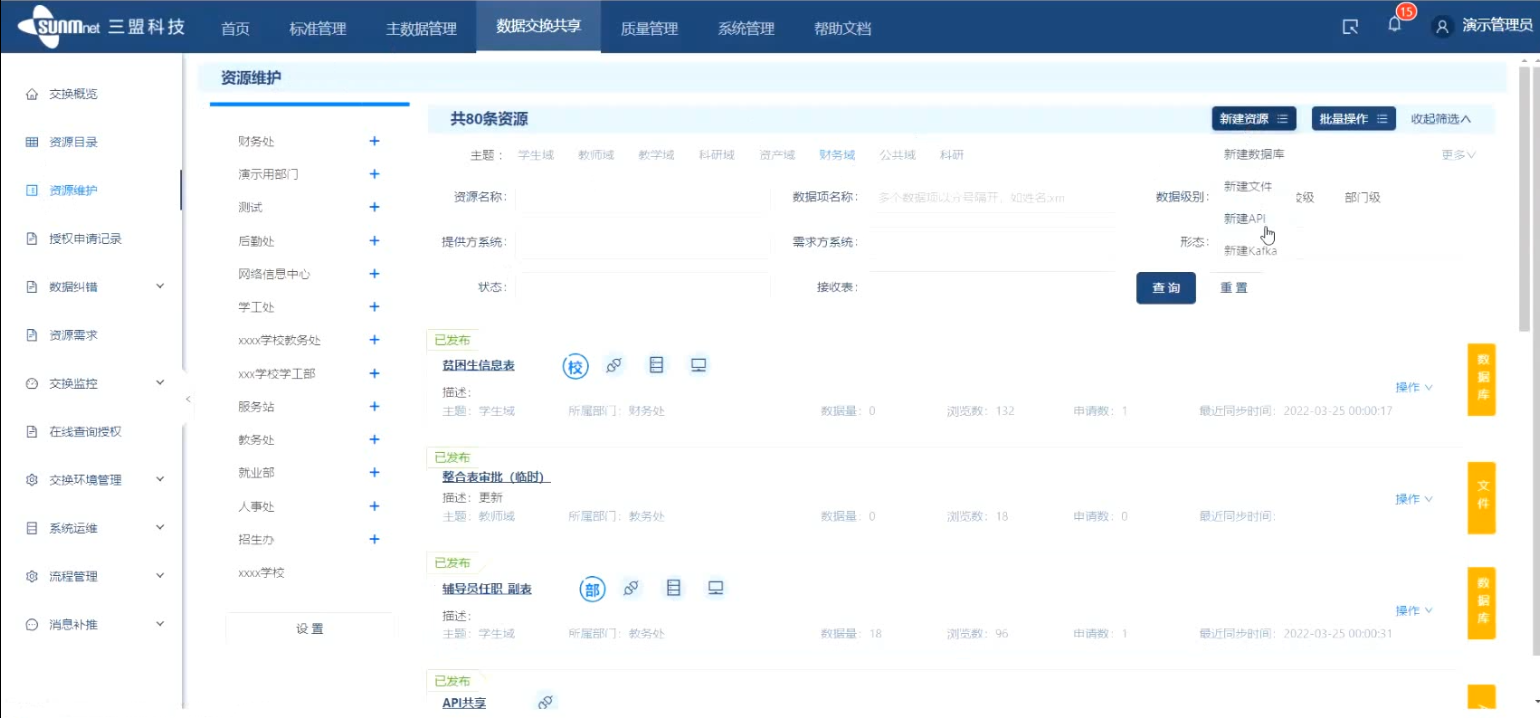 sunmnet 三盟科技 首页 标准管理 主数据管理 数据交换共享 质量管理 系统管理 帮助文档 15 演示管理员
交换概览
资源目录
资源维护
授权申请记录
数据纠错
资源需求
交换监控
在线查询授权
交换环境管理
系统运维
流程管理
消息补推
资源维护
财务处 +
演示用部门 +
测试 +
后勤处 +
网络信息中心 +
学工处 +
xxxx学校教务处 +
xxx学校学工部 +
服务站 +
教务处 +
就业部 +
人事处 +
招生办 +
xxxx学校
设置
共80条资源 新建资源 批量操作 收起筛选
主题: 学生域 教师域 教学域 科研域 资产域 财务域 公共域 科研 更多
新建数据库
新建文件
新建API
新建Kafka
资源名称: 数据项名称: 多个数据项以分号隔开, 如姓名;xm 数据级别: 校级 部门级
提供方系统: 需求方系统: 形态:
状态: 接收表: 查询 重置
已发布
贫困生信息表 校
描述:
主题: 学生域 所属部门: 财务处 数据量: 0 浏览数: 132 申请数: 1 最近同步时间: 2022-03-25 00:00:17
操作
数据库
已发布
整合表审批（临时）
描述: 更新
主题: 教师域 所属部门: 教务处 数据量: 0 浏览数: 18 申请数: 0 最近同步时间:
操作
文件
已发布
辅导员任职_副表 部
描述:
主题: 学生域 所属部门: 教务处 数据量: 18 浏览数: 96 申请数: 1 最近同步时间: 2022-03-25 00:00:31
操作
数据库
已发布
API共享